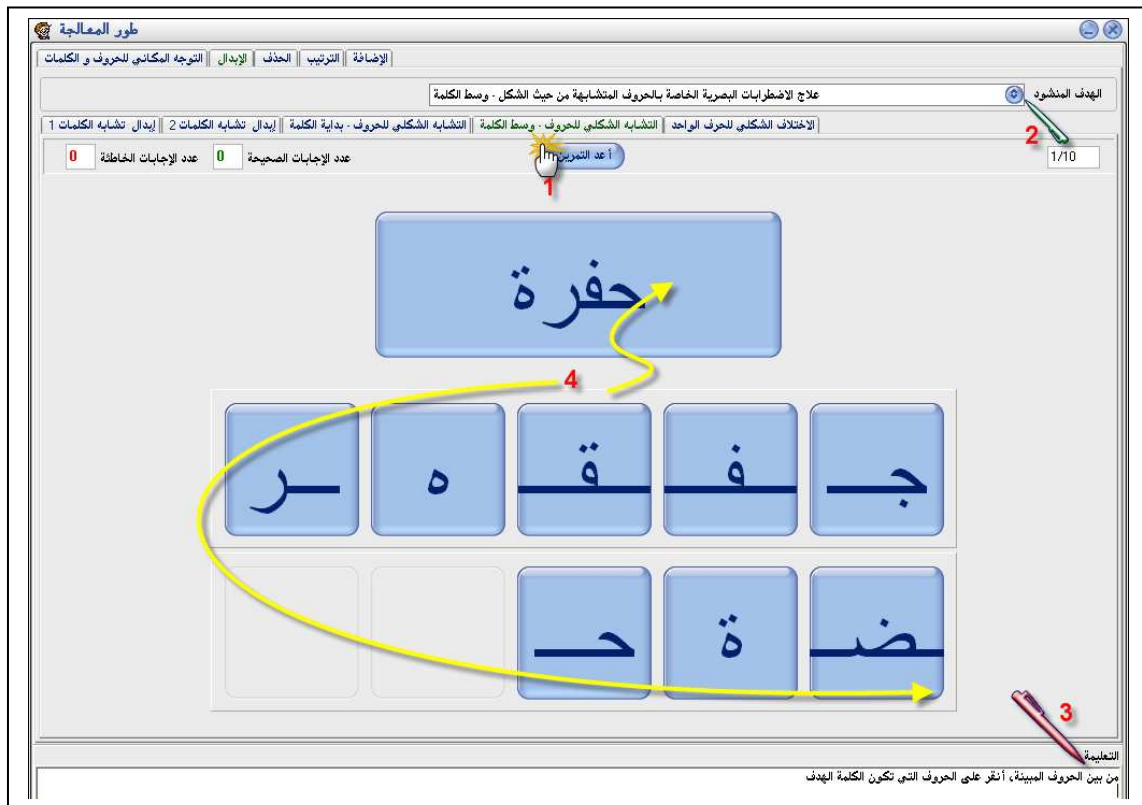 طور المعالجة
الإضافة الترتيب الحذف الإبدال التوجه المكاني للحروف و الكلمات
الهدف المنشود علاج الاضطرابات البصرية الخاصة بالحروف المتشابهة من حيث الشكل - وسط الكلمة
الاختلاف الشكلي للحرف الواحد التشابه الشكلي للحروف - وسط الكلمة التشابه الشكلي للحروف - بداية الكلمة إبدال تشابه الكلمات 2 إبدال تشابه الكلمات 1
2
1/10 أعد التمرين عدد الإجابات الصحيحة 0 عدد الإجابات الخاطئة 0
1
حفرة
4
جـ ـفـ ـقـ ه ـر
ـضـ ة حـ
3
التعليمة
من بين الحروف المبينة، أنقر على الحروف التي تكون الكلمة الهدف